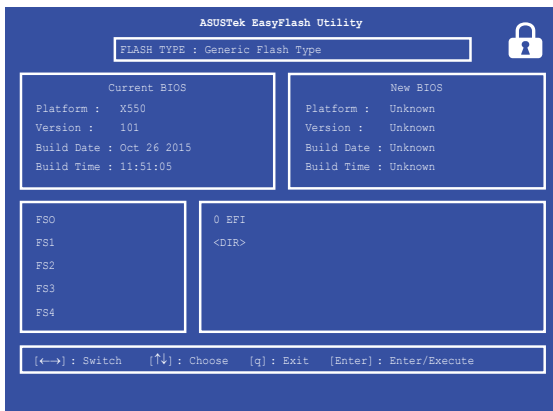 ASUSTek EasyFlash Utility
FLASH TYPE : Generic Flash Type
Current BIOS
Platform : X550
Version : 101
Build Date : Oct 26 2015
Build Time : 11:51:05
New BIOS
Platform : Unknown
Version : Unknown
Build Date : Unknown
Build Time : Unknown
FSO
FS1
FS2
FS3
FS4
0 EFI
<DIR>
[←→] : Switch [↑↓] : Choose [q] : Exit [Enter] : Enter/Execute